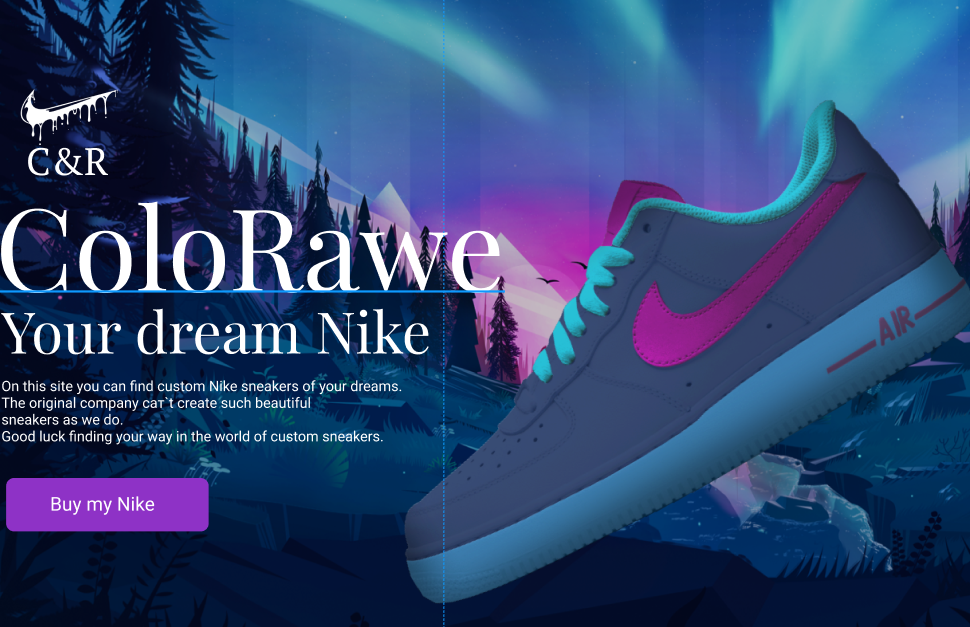 C&R
ColoRawe
Your dream Nike
On this site you can find custom Nike sneakers of your dreams.
The original company cат`t create such beautiful
sneakers as we do.
Good luck finding your way in the world of custom sneakers.
Buy my Nike
AIR